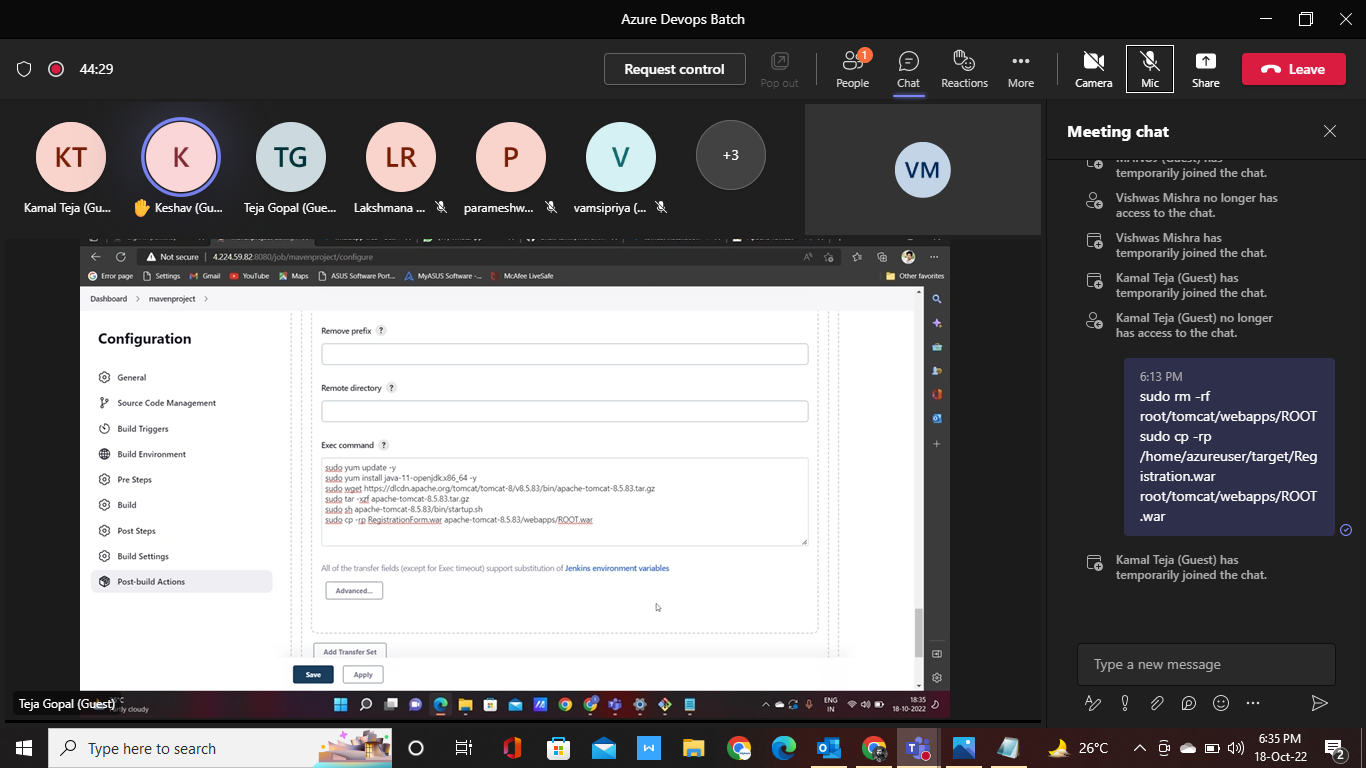 Azure Devops Batch
44:29
Request control
Pop out
People
1
Chat
Reactions
More
Camera
Mic
Share
Leave
KT
K
TG
LR
P
V
+3
VM
Kamal Teja (Gu...
Keshav (Gu...
Teja Gopal (Gue...
Lakshmana ...
parameshw...
vamsipriya (...
Not secure
4.224.59.82:8080/job/mavenproject/configure
Error page
Settings
Gmail
YouTube
Maps
ASUS Software Port...
MyASUS Software -...
McAfee LiveSafe
Other favorites
Dashboard
mavenproject
Configuration
General
Source Code Management
Build Triggers
Build Environment
Pre Steps
Build
Post Steps
Build Settings
Post-build Actions
Remove prefix ?
Remote directory ?
Exec command ?
sudo yum update -y
sudo yum install java-11-openjdk.x86_64 -y
sudo wget https://dlcdn.apache.org/tomcat/tomcat-8/v8.5.83/bin/apache-tomcat-8.5.83.tar.gz
sudo tar -xzf apache-tomcat-8.5.83.tar.gz
sudo sh apache-tomcat-8.5.83/bin/startup.sh
sudo cp -rp RegistrationForm.war apache-tomcat-8.5.83/webapps/ROOT.war
All of the transfer fields (except for Exec timeout) support substitution of Jenkins environment variables
Advanced...
Add Transfer Set
Save
Apply
Teja Gopal (Guest)
ENG
IN
18:35
18-10-2022
Meeting chat
temporarily joined the chat.
Vishwas Mishra no longer has
access to the chat.
Vishwas Mishra has
temporarily joined the chat.
Kamal Teja (Guest) has
temporarily joined the chat.
Kamal Teja (Guest) no longer
has access to the chat.
6:13 PM
sudo rm -rf
root/tomcat/webapps/ROOT
sudo cp -rp
/home/azureuser/target/Reg
istration.war
root/tomcat/webapps/ROOT
.war
Kamal Teja (Guest) has
temporarily joined the chat.
Type a new message
Type here to search
26°C
6:35 PM
18-Oct-22
2